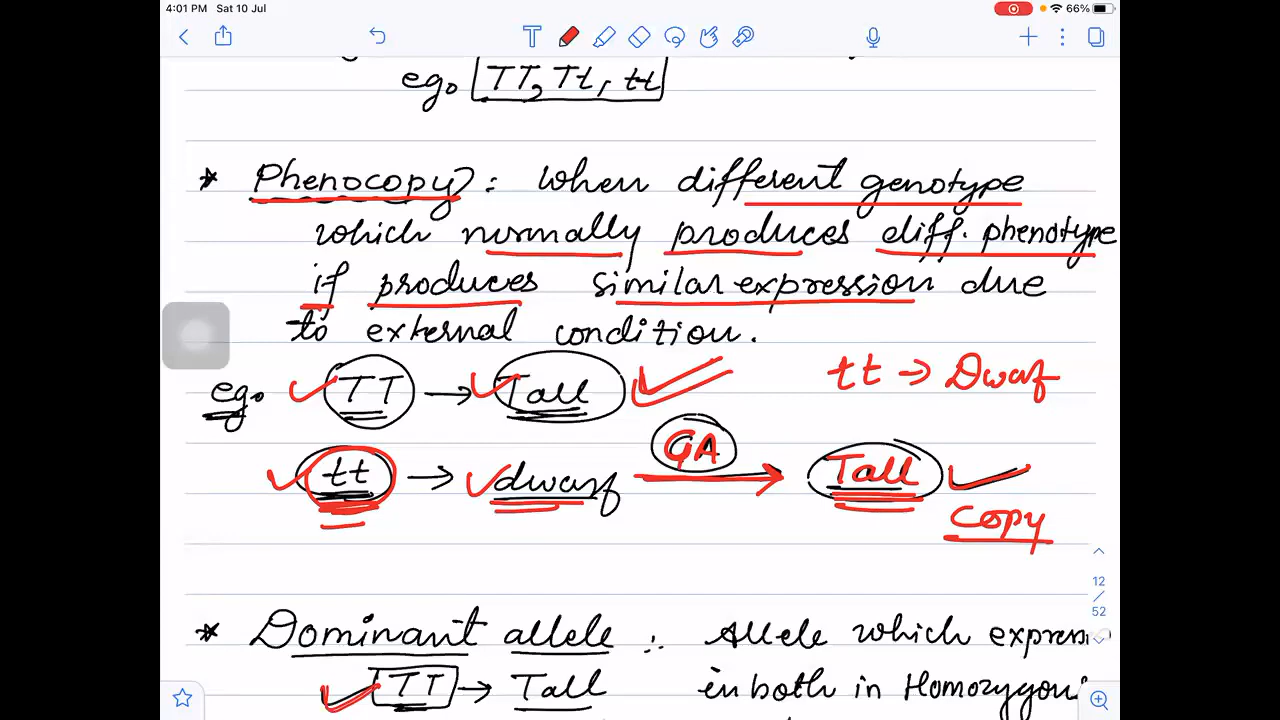 4:01 PM Sat 10 Jul
66%
T
eg. TT, Tt, tt
* Phenocopy : When different genotype
which normally produces diff. phenotype
if produces similar expression due
to external condition.
eg. TT → Tall
tt → Dwaf
tt → dwarf GA → Tall
Copy
12
/
52
* Dominant allele : Allele which express
TT → Tall in both in Homozygous